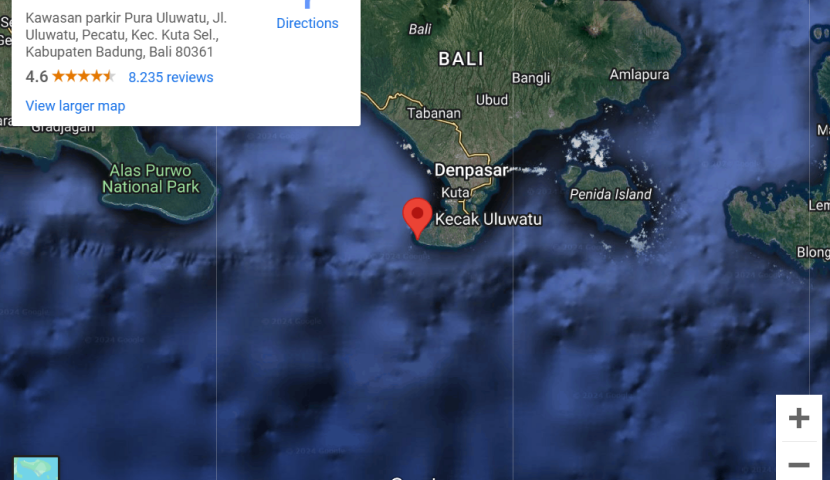 Kawasan parkir Pura Uluwatu, Jl.
Uluwatu, Pecatu, Kec. Kuta Sel.,
Kabupaten Badung, Bali 80361
Directions
4.6
8.235 reviews
View larger map
Bali
BALI
Bangli
Amlapura
Ubud
Tabanan
Gradjagan
Alas Purwo
National Park
Denpasar
Kuta
Penida Island
Kecak Uluwatu
Blong
+
−